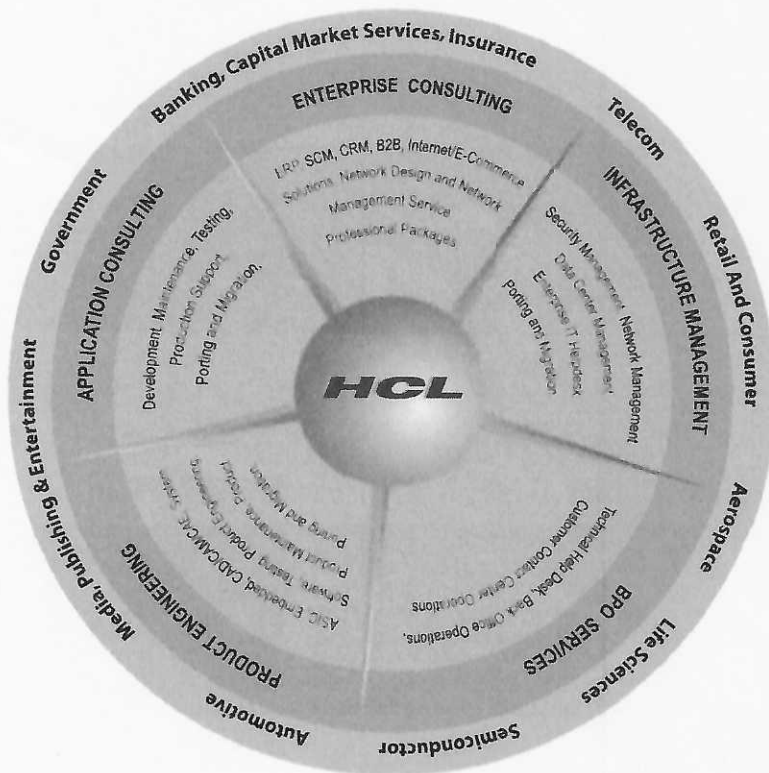 Banking, Capital Market Services, Insurance
Telecom
Retail And Consumer
Aerospace
Life Sciences
Semiconductor
Automotive
Media, Publishing & Entertainment
Government
ENTERPRISE CONSULTING
ERP, SCM, CRM, B2B, Internet/E-Commerce
Solutions, Network Design and Network
Management Service
Professional Packages
INFRASTRUCTURE MANAGEMENT
Security Management, Network Management
Data Center Management
Enterprise IT Helpdesk
Porting ans Migration
BPO SERVICES
Technical Help Desk, Back Office Operations,
Customer Contact Center Operations
PRODUCT ENGINEERING
ASIC, Embedded, CAD/CAM/CAE, System
Software, Testing, Product Engineering
Product Maintenance, Product
Porting and Migration
APPLICATION CONSULTING
Development, Maintenance, Testing,
Production Support,
Porting and Migration.
HCL